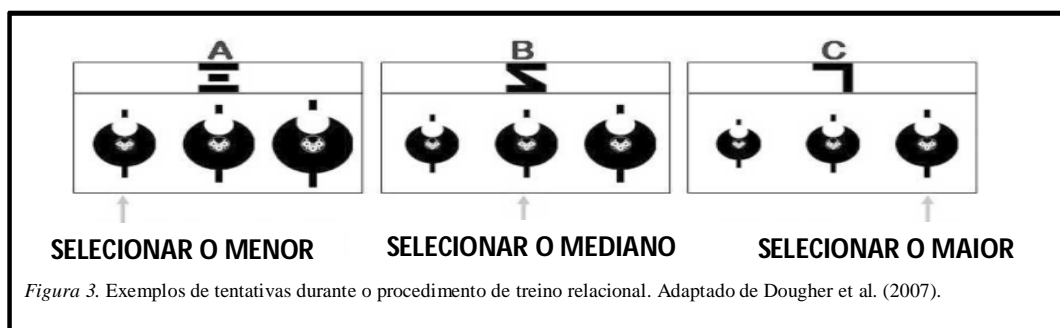 A B C
SELECIONAR O MENOR SELECIONAR O MEDIANO SELECIONAR O MAIOR
Figura 3. Exemplos de tentativas durante o procedimento de treino relacional. Adaptado de Dougher et al. (2007).